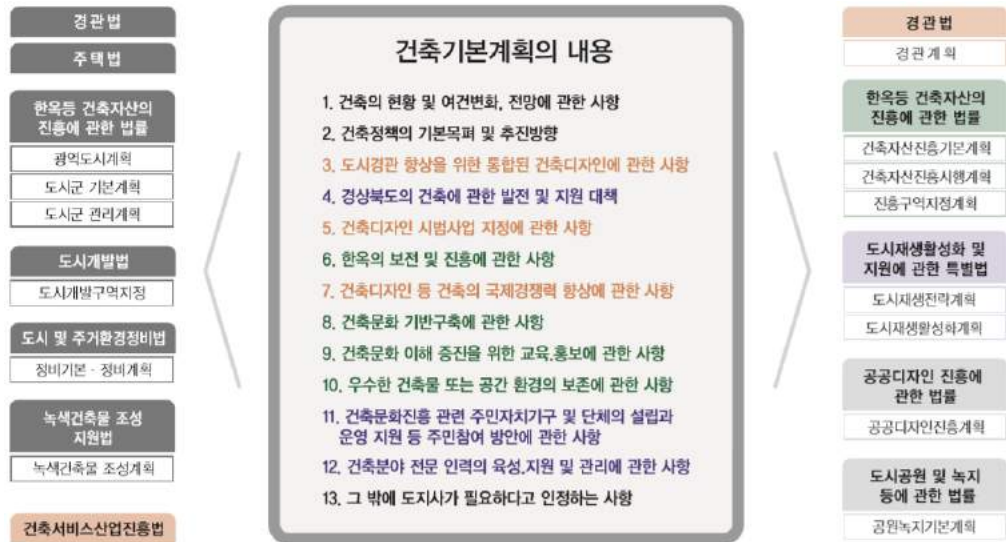 경관법
주택법
한옥등 건축자산의
진흥에 관한 법률
광역도시계획
도시군 기본계획
도시군 관리계획
도시개발법
도시개발구역지정
도시 및 주거환경정비법
정비기본 · 정비계획
녹색건축물 조성
지원법
녹색건축물 조성계획
건축서비스산업진흥법
건축기본계획의 내용
1. 건축의 현황 및 여건변화, 전망에 관한 사항
2. 건축정책의 기본목표 및 추진방향
3. 도시경관 향상을 위한 통합된 건축디자인에 관한 사항
4. 경상북도의 건축에 관한 발전 및 지원 대책
5. 건축디자인 시범사업 지정에 관한 사항
6. 한옥의 보전 및 진흥에 관한 사항
7. 건축디자인 등 건축의 국제경쟁력 향상에 관한 사항
8. 건축문화 기반구축에 관한 사항
9. 건축문화 이해 증진을 위한 교육.홍보에 관한 사항
10. 우수한 건축물 또는 공간 환경의 보존에 관한 사항
11. 건축문화진흥 관련 주민자치기구 및 단체의 설립과
운영 지원 등 주민참여 방안에 관한 사항
12. 건축분야 전문 인력의 육성.지원 및 관리에 관한 사항
13. 그 밖에 도지사가 필요하다고 인정하는 사항
경관법
경관계획
한옥등 건축자산의
진흥에 관한 법률
건축자산진흥기본계획
건축자산진흥시행계획
진흥구역지정계획
도시재생활성화 및
지원에 관한 특별법
도시재생전략계획
도시재생활성화계획
공공디자인 진흥에
관한 법률
공공디자인진흥계획
도시공원 및 녹지
등에 관한 법률
공원녹지기본계획